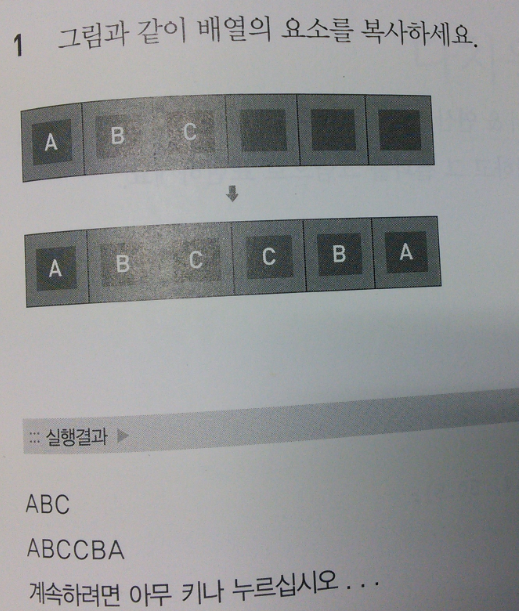 1 그림과 같이 배열의 요소를 복사하세요.
A B C
A B C C B A
::: 실행결과 ▶
ABC
ABCCBA
계속하려면 아무 키나 누르십시오 . . .